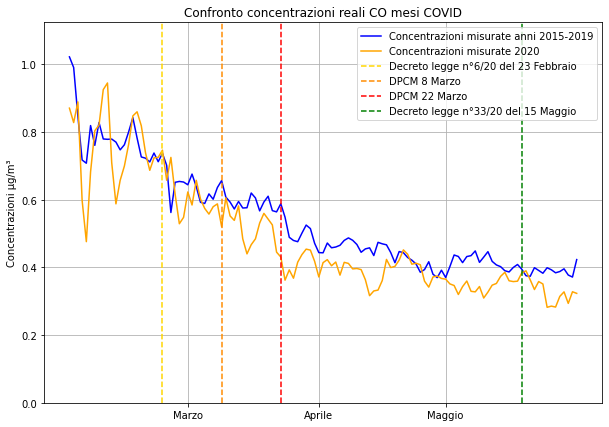 Confronto concentrazioni reali CO mesi COVID
Concentrazioni misurate anni 2015-2019
Concentrazioni misurate 2020
Decreto legge n°6/20 del 23 Febbraio
DPCM 8 Marzo
DPCM 22 Marzo
Decreto legge n°33/20 del 15 Maggio
Concentrazioni µg/m³
1.0
0.8
0.6
0.4
0.2
0.0
Marzo
Aprile
Maggio